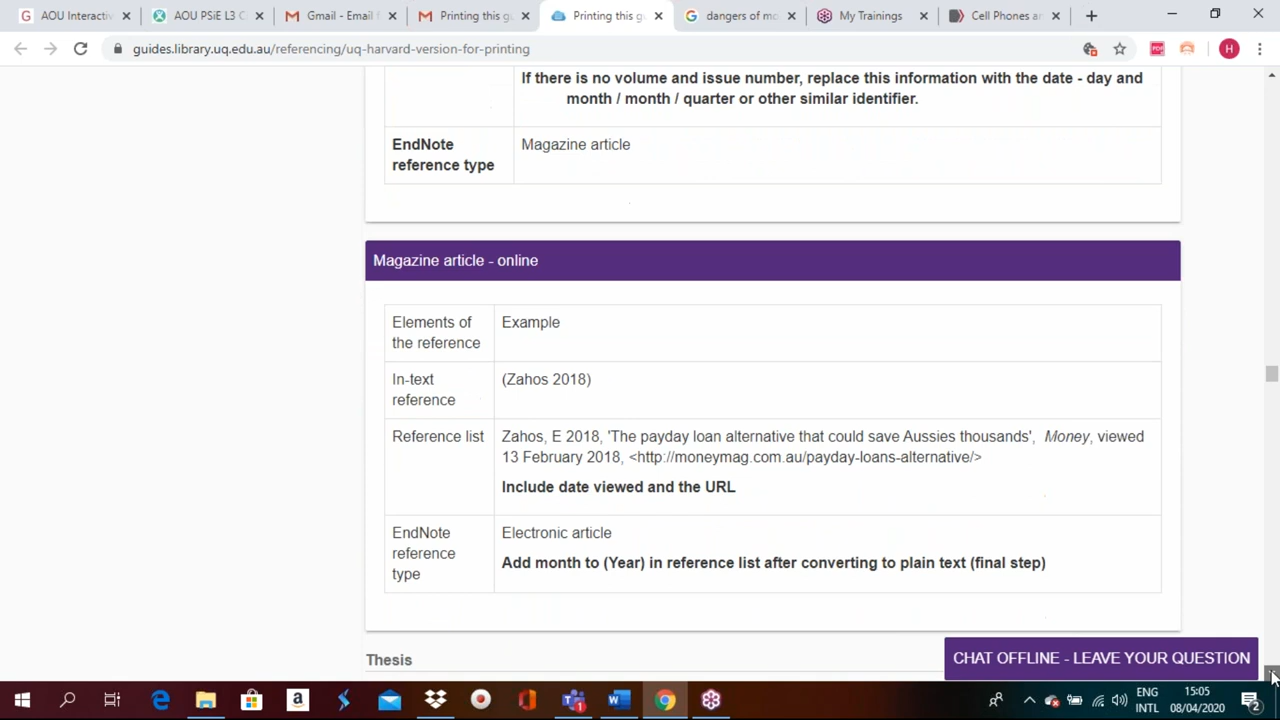 AOU Interactiv
AOU PSiE L3 C
Gmail - Email f
Printing this gu
Printing this gu
dangers of mo
My Trainings
Cell Phones an
guides.library.uq.edu.au/referencing/uq-harvard-version-for-printing
If there is no volume and issue number, replace this information with the date - day and
month / month / quarter or other similar identifier.
EndNote
reference type
Magazine article
Magazine article - online
Elements of
the reference
Example
In-text
reference
(Zahos 2018)
Reference list
Zahos, E 2018, 'The payday loan alternative that could save Aussies thousands', Money, viewed
13 February 2018, <http://moneymag.com.au/payday-loans-alternative/>
Include date viewed and the URL
EndNote
reference
type
Electronic article
Add month to (Year) in reference list after converting to plain text (final step)
Thesis
CHAT OFFLINE - LEAVE YOUR QUESTION
ENG
INTL
15:05
08/04/2020